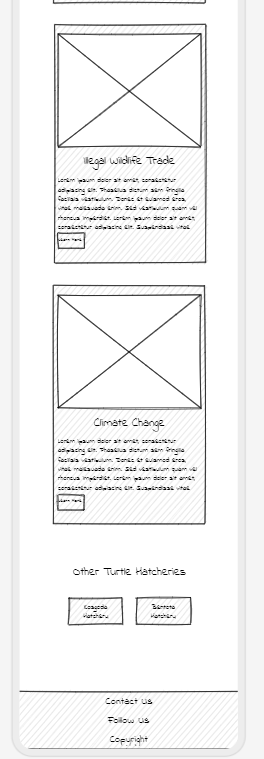 Illegal Wildlife Trade
Lorem ipsum dolor sit amet, consectetur
adipiscing elit. Phasellus dictum sem fringilla
facilisis vestibulum. Donec et euismod eros,
vitae malesuada enim. Sed vestibulum quam vel
rhoncus imperdiet. Lorem ipsum dolor sit amet,
consectetur adipiscing elit. Suspendisse vitae
Learn More
Climate Change
Lorem ipsum dolor sit amet, consectetur
adipiscing elit. Phasellus dictum sem fringilla
facilisis vestibulum. Donec et euismod eros,
vitae malesuada enim. Sed vestibulum quam vel
rhoncus imperdiet. Lorem ipsum dolor sit amet,
consectetur adipiscing elit. Suspendisse vitae
Learn More
Other Turtle Hatcheries
Kosgoda
Hatchery
Bentota
Hatchery
Contact Us
Follow Us
Copyright